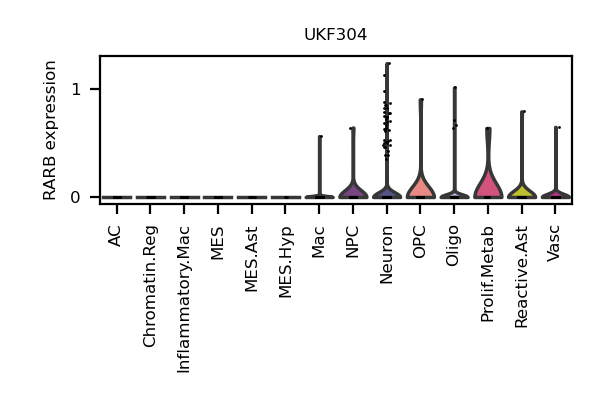 UKF304
RARB expression
1
0
AC
Chromatin.Reg
Inflammatory.Mac
MES
MES.Ast
MES.Hyp
Mac
NPC
Neuron
OPC
Oligo
Prolif.Metab
Reactive.Ast
Vasc